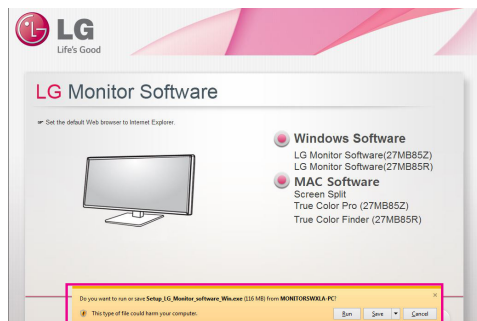 LG
Life's Good
LG Monitor Software
☞ Set the default Web browser to Internet Explorer.
Windows Software
LG Monitor Software(27MB85Z)
LG Monitor Software(27MB85R)
MAC Software
Screen Split
True Color Pro (27MB85Z)
True Color Finder (27MB85R)
Do you want to run or save Setup_LG_Monitor_software_Win.exe (116 MB) from MONITORSWXLA-PC?
This type of file could harm your computer.
Run Save Cancel